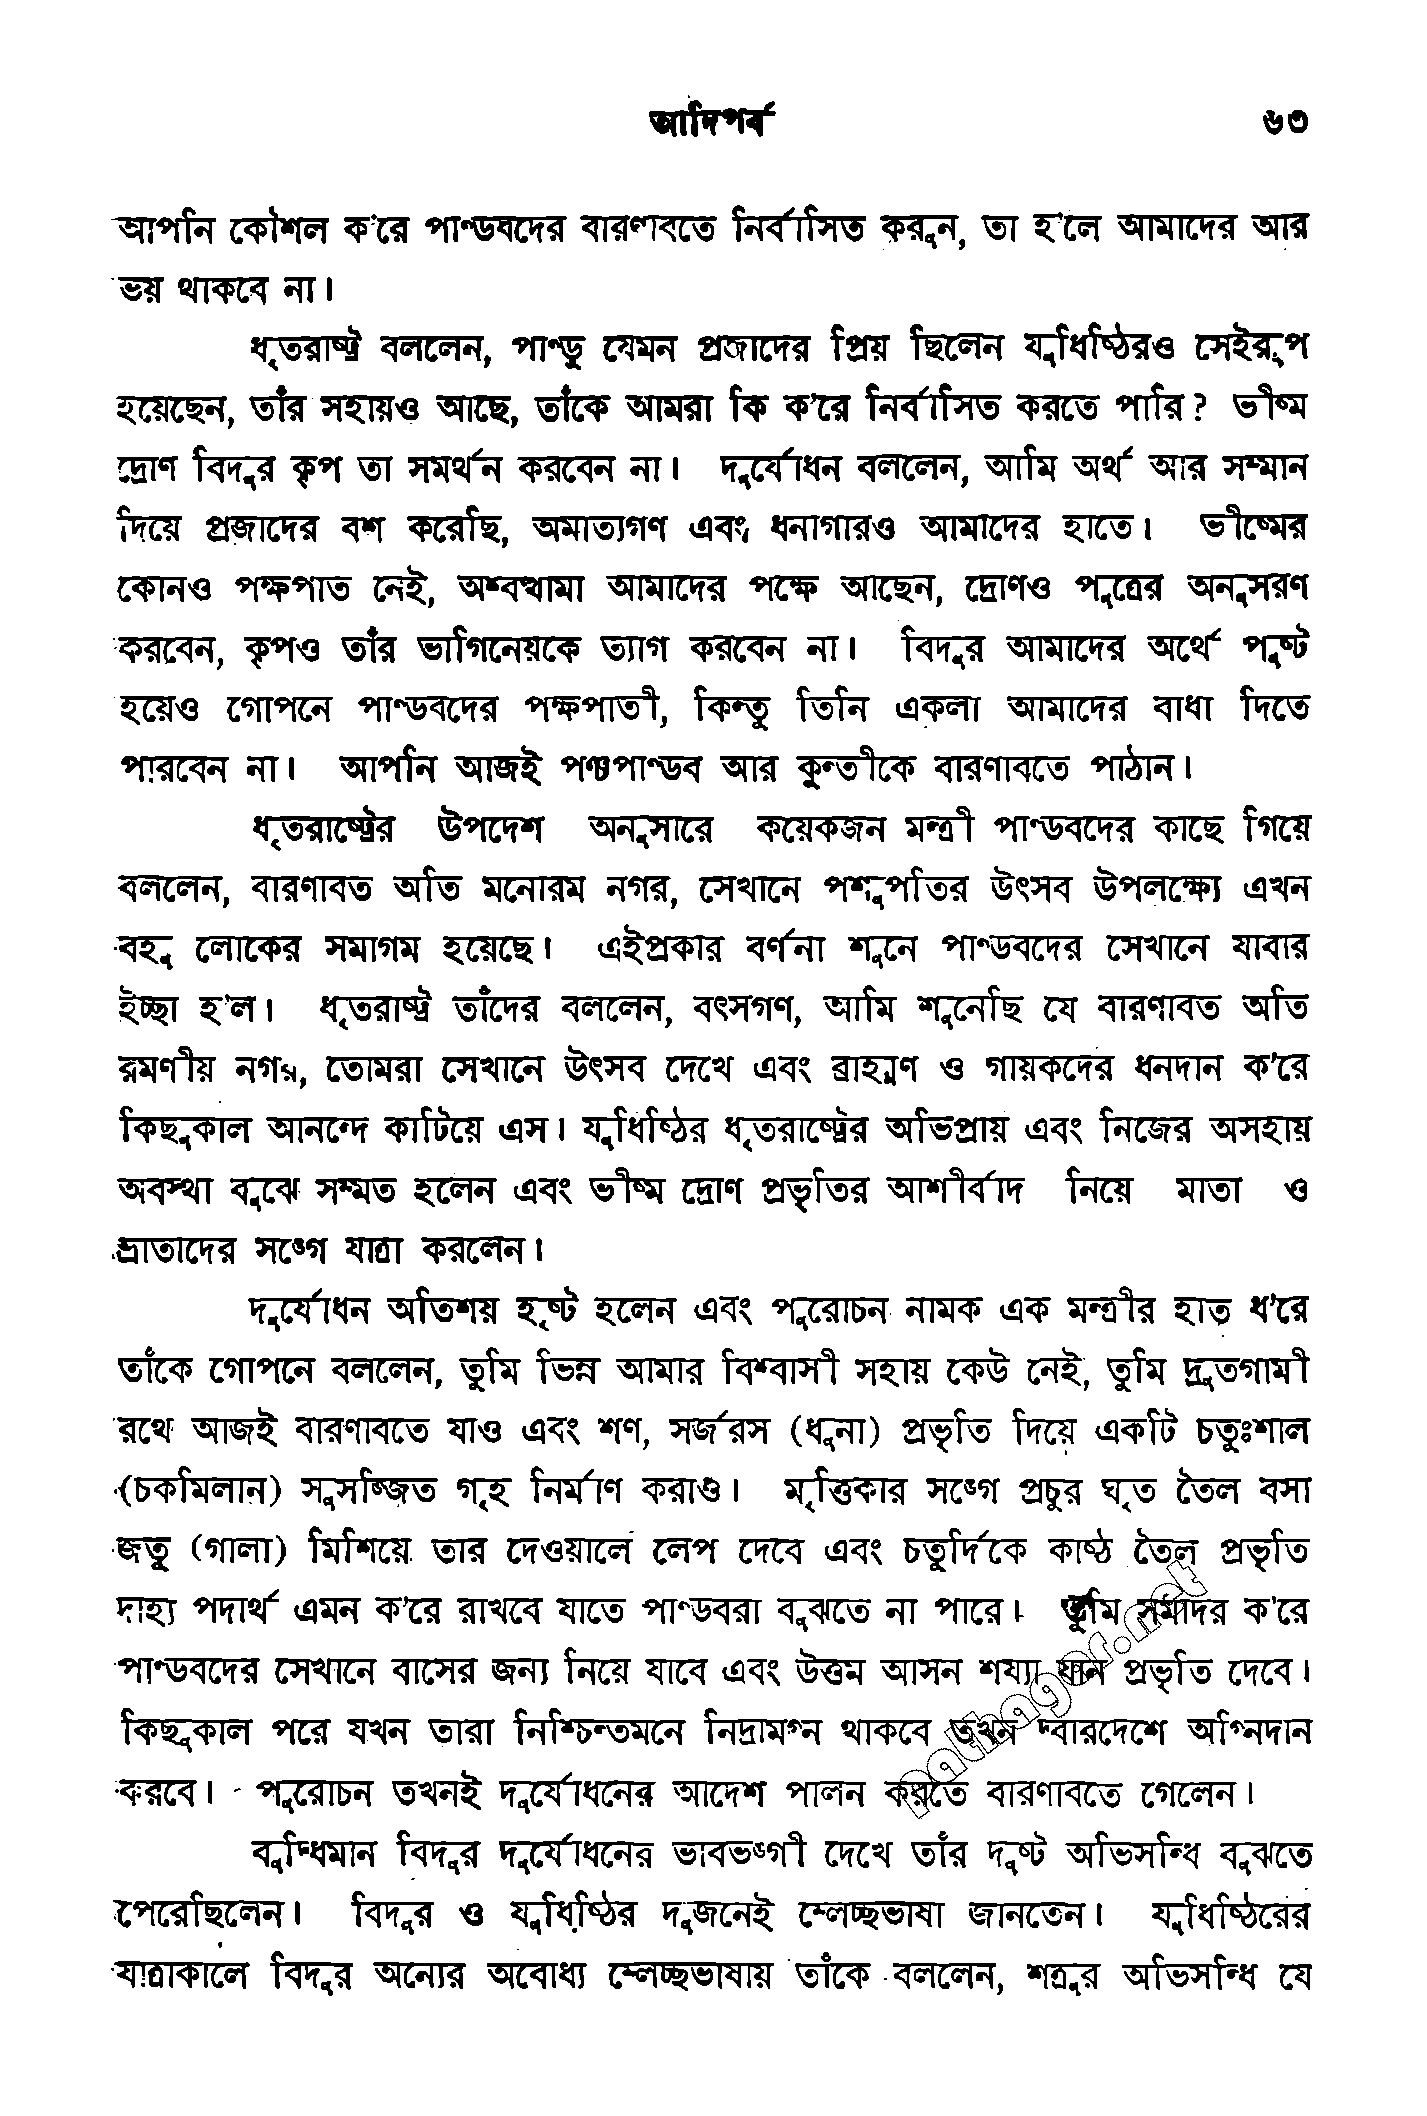 আদিপর্ব ৬৩
আপনি কৌশল ক'রে পাণ্ডবদের বারণাবতে নির্বাসিত করুন, তা হ'লে আমাদের আর
ভয় থাকবে না।
ধৃতরাষ্ট্র বললেন, পাণ্ডু যেমন প্রজাদের প্রিয় ছিলেন যুধিষ্ঠিরও সেইরূপ
হয়েছেন, তাঁর সহায়ও আছে, তাঁকে আমরা কি ক'রে নির্বাসিত করতে পারি? ভীষ্ম
দ্রোণ বিদুর কৃপ তা সমর্থন করবেন না। দুর্যোধন বললেন, আমি অর্থ আর সম্মান
দিয়ে প্রজাদের বশ করেছি, অমাত্যগণ এবং ধনাগারও আমাদের হাতে। ভীষ্মের
কোনও পক্ষপাত নেই, অশ্বত্থামা আমাদের পক্ষে আছেন, দ্রোণও পুত্রের অনুসরণ
করবেন, কৃপও তাঁর ভাগিনেয়কে ত্যাগ করবেন না। বিদুর আমাদের অর্থে পুষ্ট
হয়েও গোপনে পাণ্ডবদের পক্ষপাতী, কিন্তু তিনি একলা আমাদের বাধা দিতে
পারবেন না। আপনি আজই পঞ্চপাণ্ডব আর কুন্তীকে বারণাবতে পাঠান।
ধৃতরাষ্ট্রের উপদেশ অনুসারে কয়েকজন মন্ত্রী পাণ্ডবদের কাছে গিয়ে
বললেন, বারণাবত অতি মনোরম নগর, সেখানে পশুপতির উৎসব উপলক্ষ্যে এখন
বহু লোকের সমাগম হয়েছে। এইপ্রকার বর্ণনা শুনে পাণ্ডবদের সেখানে যাবার
ইচ্ছা হ'ল। ধৃতরাষ্ট্র তাঁদের বললেন, বৎসগণ, আমি শুনেছি যে বারণাবত অতি
রমণীয় নগর, তোমরা সেখানে উৎসব দেখে এবং ব্রাহ্মণ ও গায়কদের ধনদান ক'রে
কিছুকাল আনন্দে কাটিয়ে এস। যুধিষ্ঠির ধৃতরাষ্ট্রের অভিপ্রায় এবং নিজের অসহায়
অবস্থা বুঝে সম্মত হলেন এবং ভীষ্ম দ্রোণ প্রভৃতির আশীর্বাদ নিয়ে মাতা ও
ভ্রাতাদের সঙ্গে যাত্রা করলেন।
দুর্যোধন অতিশয় হৃষ্ট হলেন এবং পুরোচন নামক এক মন্ত্রীর হাত ধ'রে
তাঁকে গোপনে বললেন, তুমি ভিন্ন আমার বিশ্বাসী সহায় কেউ নেই, তুমি দ্রুতগামী
রথে আজই বারণাবতে যাও এবং শণ, সর্জরস (ধুনা) প্রভৃতি দিয়ে একটি চতুঃশাল
(চকমিলান) সুসজ্জিত গৃহ নির্মাণ করাও। মৃত্তিকার সঙ্গে প্রচুর ঘৃত তৈল বসা
জতু (গালা) মিশিয়ে তার দেওয়ালে লেপ দেবে এবং চতুর্দিকে কাষ্ঠ তৈল প্রভৃতি
দাহ্য পদার্থ এমন ক'রে রাখবে যাতে পাণ্ডবরা বুঝতে না পারে। তুমি সমাদর ক'রে
পাণ্ডবদের সেখানে বাসের জন্য নিয়ে যাবে এবং উত্তম আসন শয্যা যান প্রভৃতি দেবে।
কিছুকাল পরে যখন তারা নিশ্চিন্তমনে নিদ্রামগ্ন থাকবে তখন দ্বারদেশে অগ্নিদান
করবে। পুরোচন তখনই দুর্যোধনের আদেশ পালন করতে বারণাবতে গেলেন।
বুদ্ধিমান বিদুর দুর্যোধনের ভাবভঙ্গী দেখে তাঁর দুষ্ট অভিসন্ধি বুঝতে
পেরেছিলেন। বিদুর ও যুধিষ্ঠির দুজনেই ম্লেচ্ছভাষা জানতেন। যুধিষ্ঠিরের
যাত্রাকালে বিদুর অন্যের অবোধ্য ম্লেচ্ছভাষায় তাঁকে বললেন, শত্রুর অভিসন্ধি যে
pathagar.net